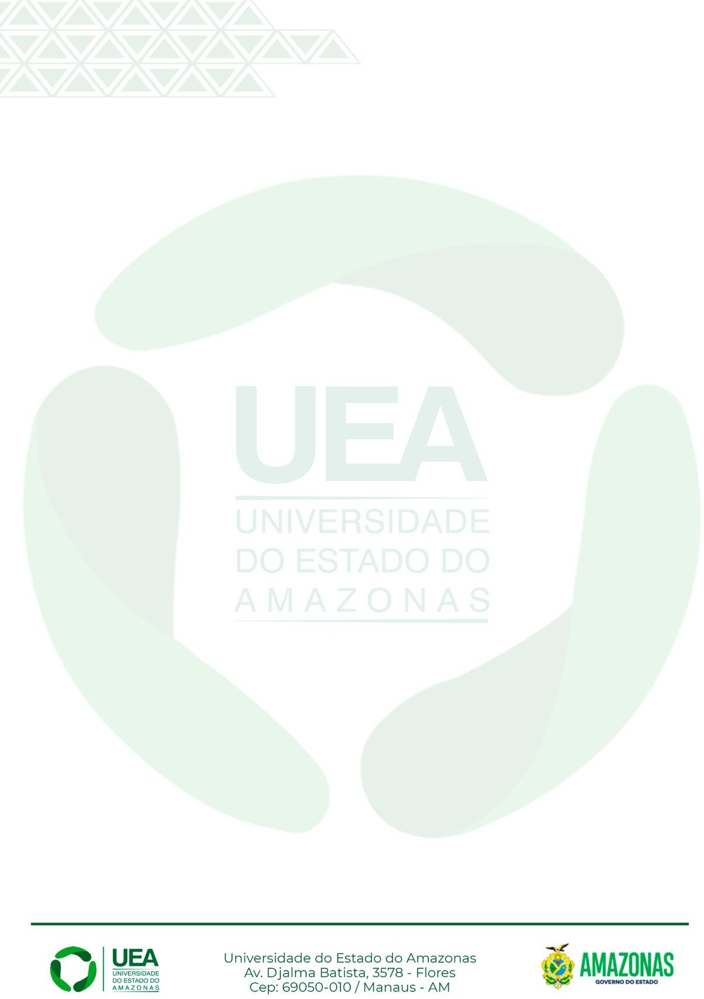 UEA
UNIVERSIDADE
DO ESTADO DO
AMAZONAS
UEA
UNIVERSIDADE
DO ESTADO DO
AMAZONAS
Universidade do Estado do Amazonas
Av. Djalma Batista, 3578 - Flores
Cep: 69050-010 / Manaus - AM
AMAZONAS
GOVERNO DO ESTADO